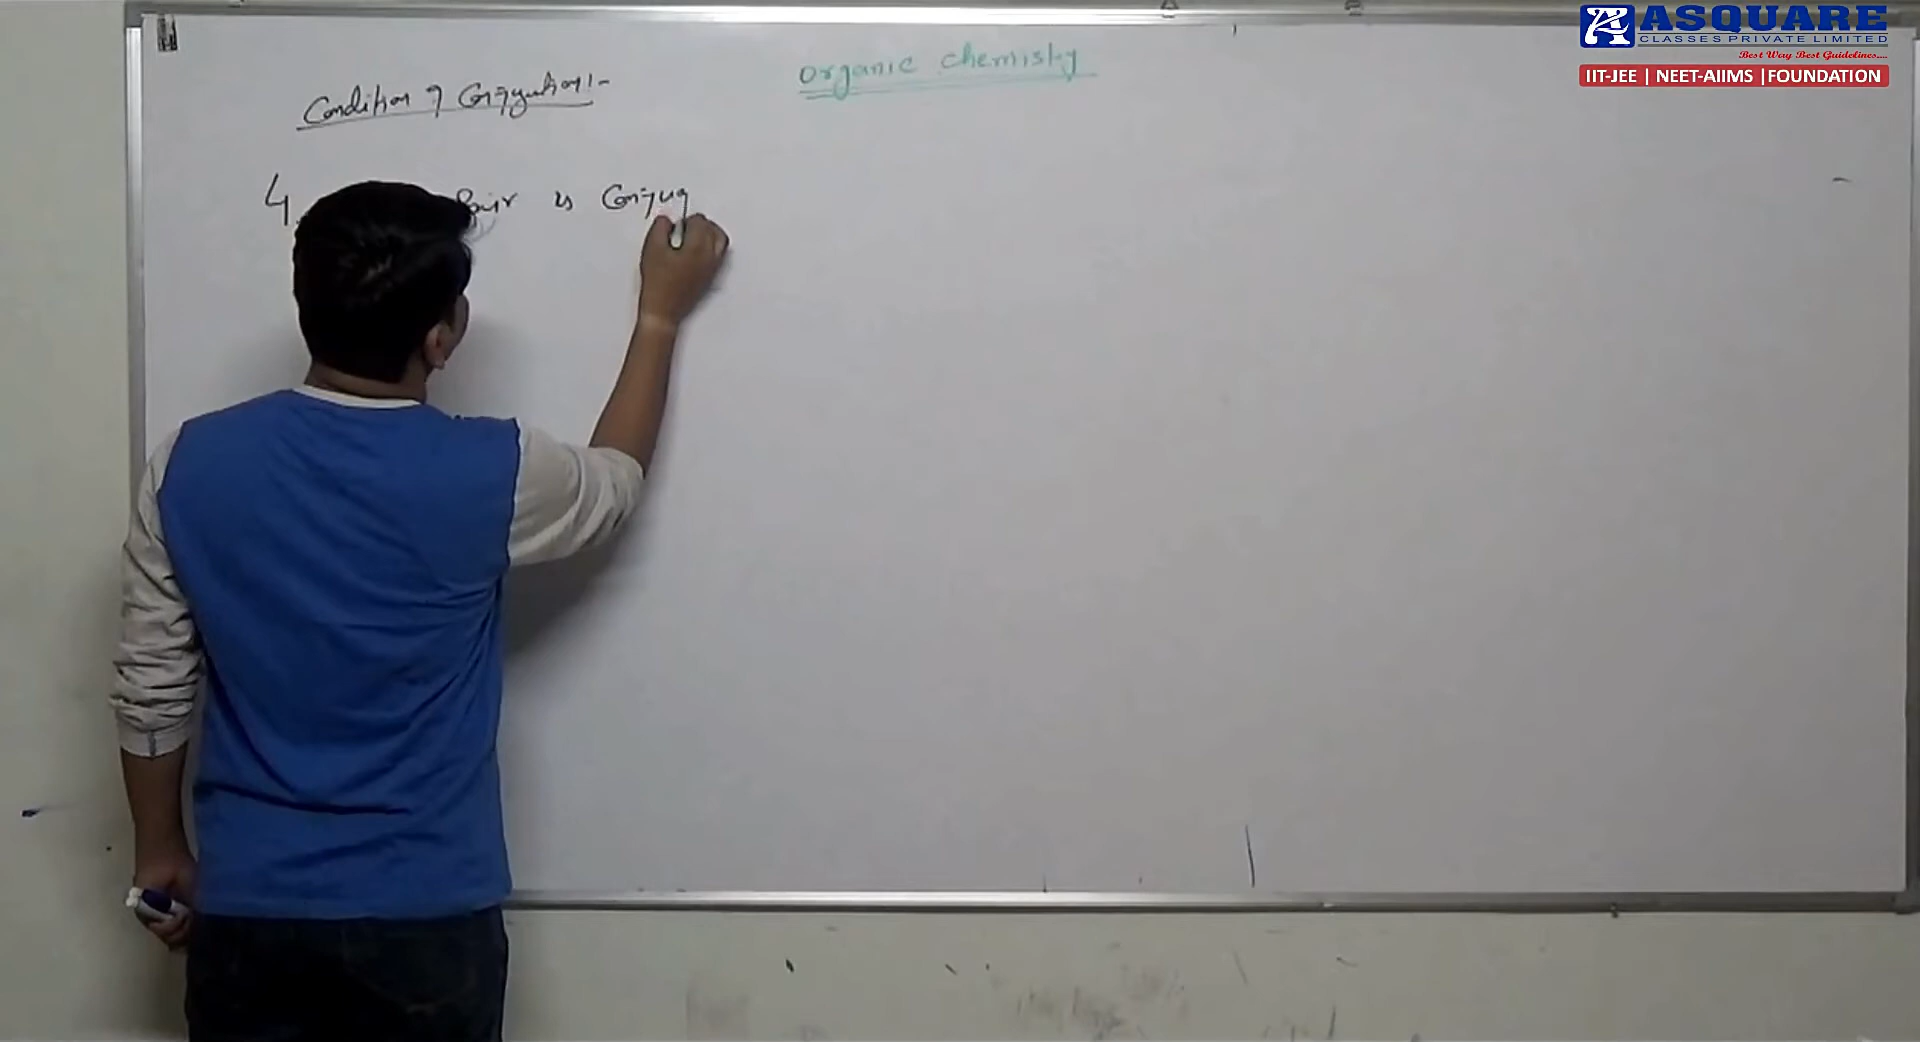 Organic Chemistry
Condition of Conjugation:-
4. Pair is Conjug
ASQUARE
CLASSES PRIVATE LIMITED
Best Way Best Guidelines....
IIT-JEE | NEET-AIIMS |FOUNDATION